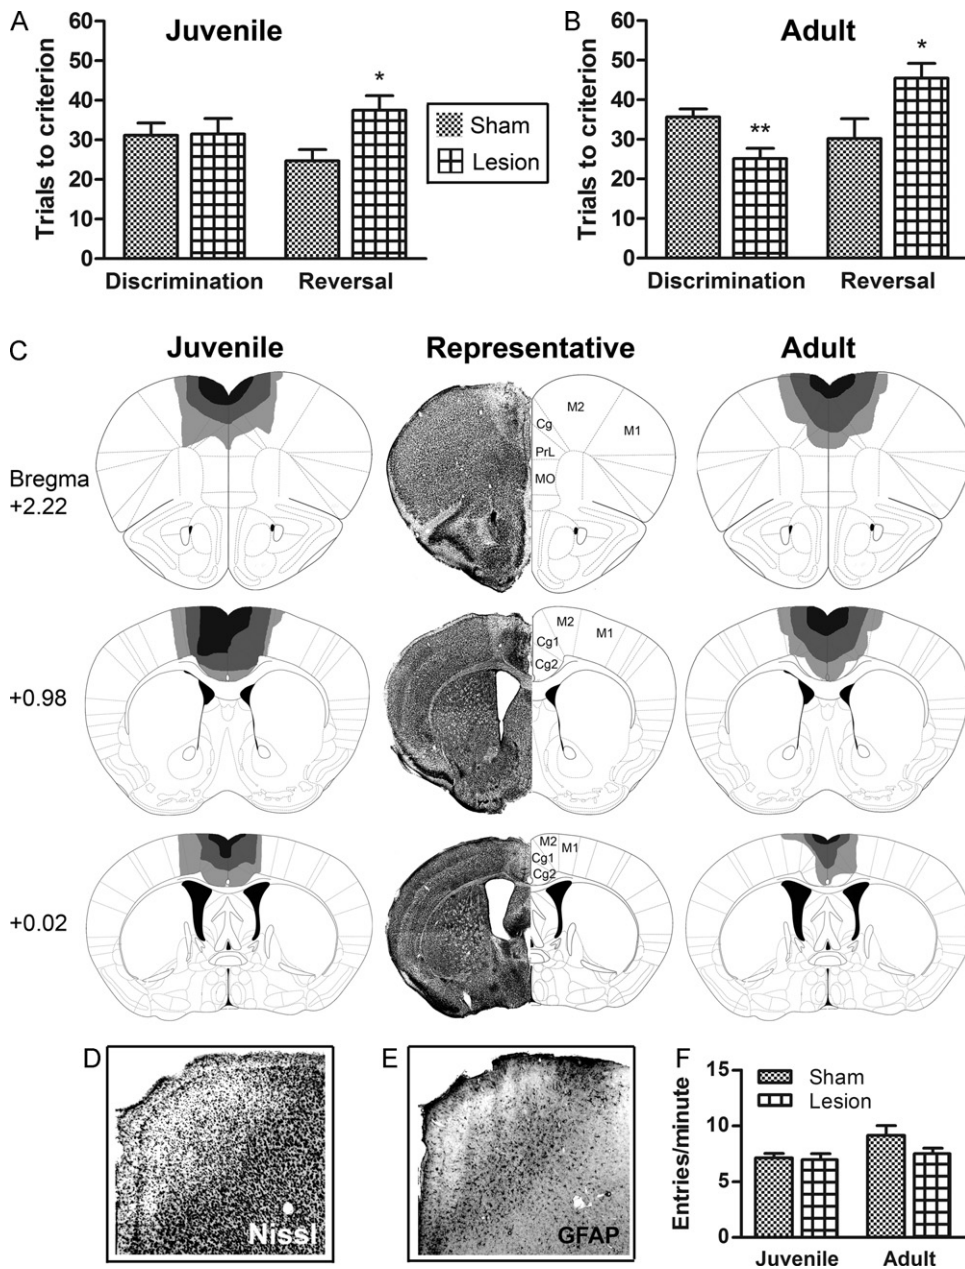 A
Juvenile
60
50
40
30
20
10
0
Trials to criterion
*
Discrimination
Reversal
Sham
Lesion
B
Adult
60
50
40
30
20
10
0
Trials to criterion
**
*
Discrimination
Reversal
C
Juvenile
Representative
Adult
Bregma
+2.22
Cg
M2
M1
PrL
MO
+0.98
M2
M1
Cg1
Cg2
+0.02
M2
M1
Cg1
Cg2
D
Nissl
E
GFAP
F
15
10
5
0
Entries/minute
Sham
Lesion
Juvenile
Adult